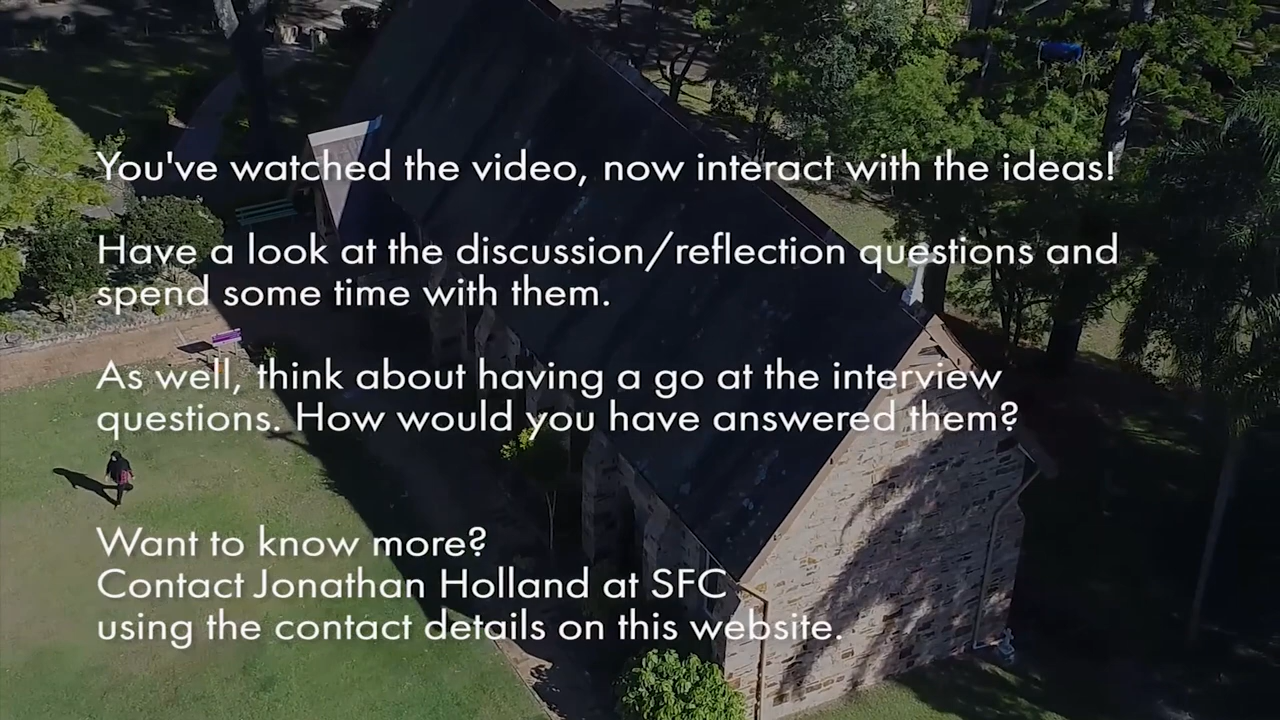 You've watched the video, now interact with the ideas!
Have a look at the discussion/reflection questions and
spend some time with them.
As well, think about having a go at the interview
questions. How would you have answered them?
Want to know more?
Contact Jonathan Holland at SFC
using the contact details on this website.